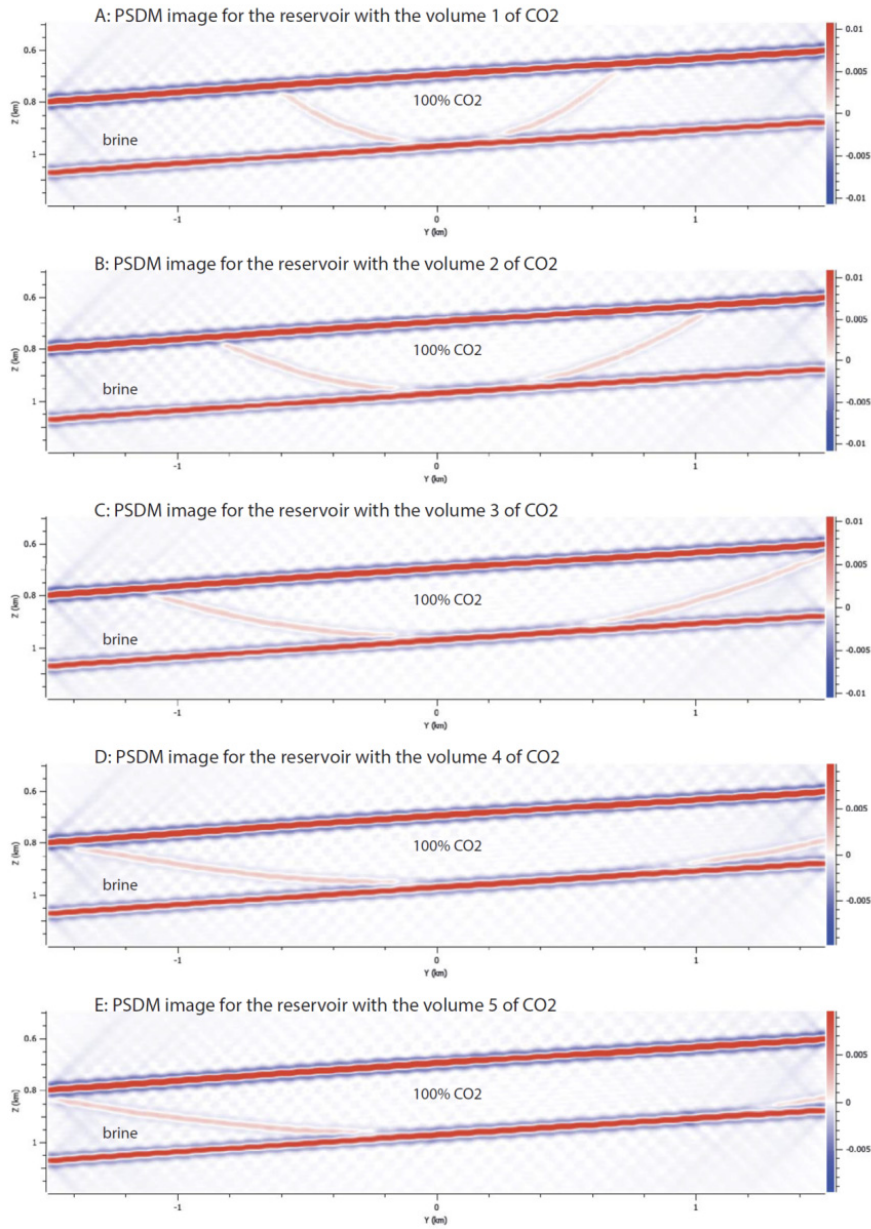 A: PSDM image for the reservoir with the volume 1 of CO2
0.6
0.8
1
Z (km)
100% CO2
brine
-1
0
1
Y (km)
0.01
0.005
0
-0.005
-0.01
B: PSDM image for the reservoir with the volume 2 of CO2
0.6
0.8
1
Z (km)
100% CO2
brine
-1
0
1
Y (km)
0.01
0.005
0
-0.005
-0.01
C: PSDM image for the reservoir with the volume 3 of CO2
0.6
0.8
1
Z (km)
100% CO2
brine
-1
0
1
Y (km)
0.01
0.005
0
-0.005
-0.01
D: PSDM image for the reservoir with the volume 4 of CO2
0.6
0.8
1
Z (km)
100% CO2
brine
-1
0
1
Y (km)
0.005
0
-0.005
E: PSDM image for the reservoir with the volume 5 of CO2
0.6
0.8
1
Z (km)
100% CO2
brine
-1
0
1
Y (km)
0.005
0
-0.005